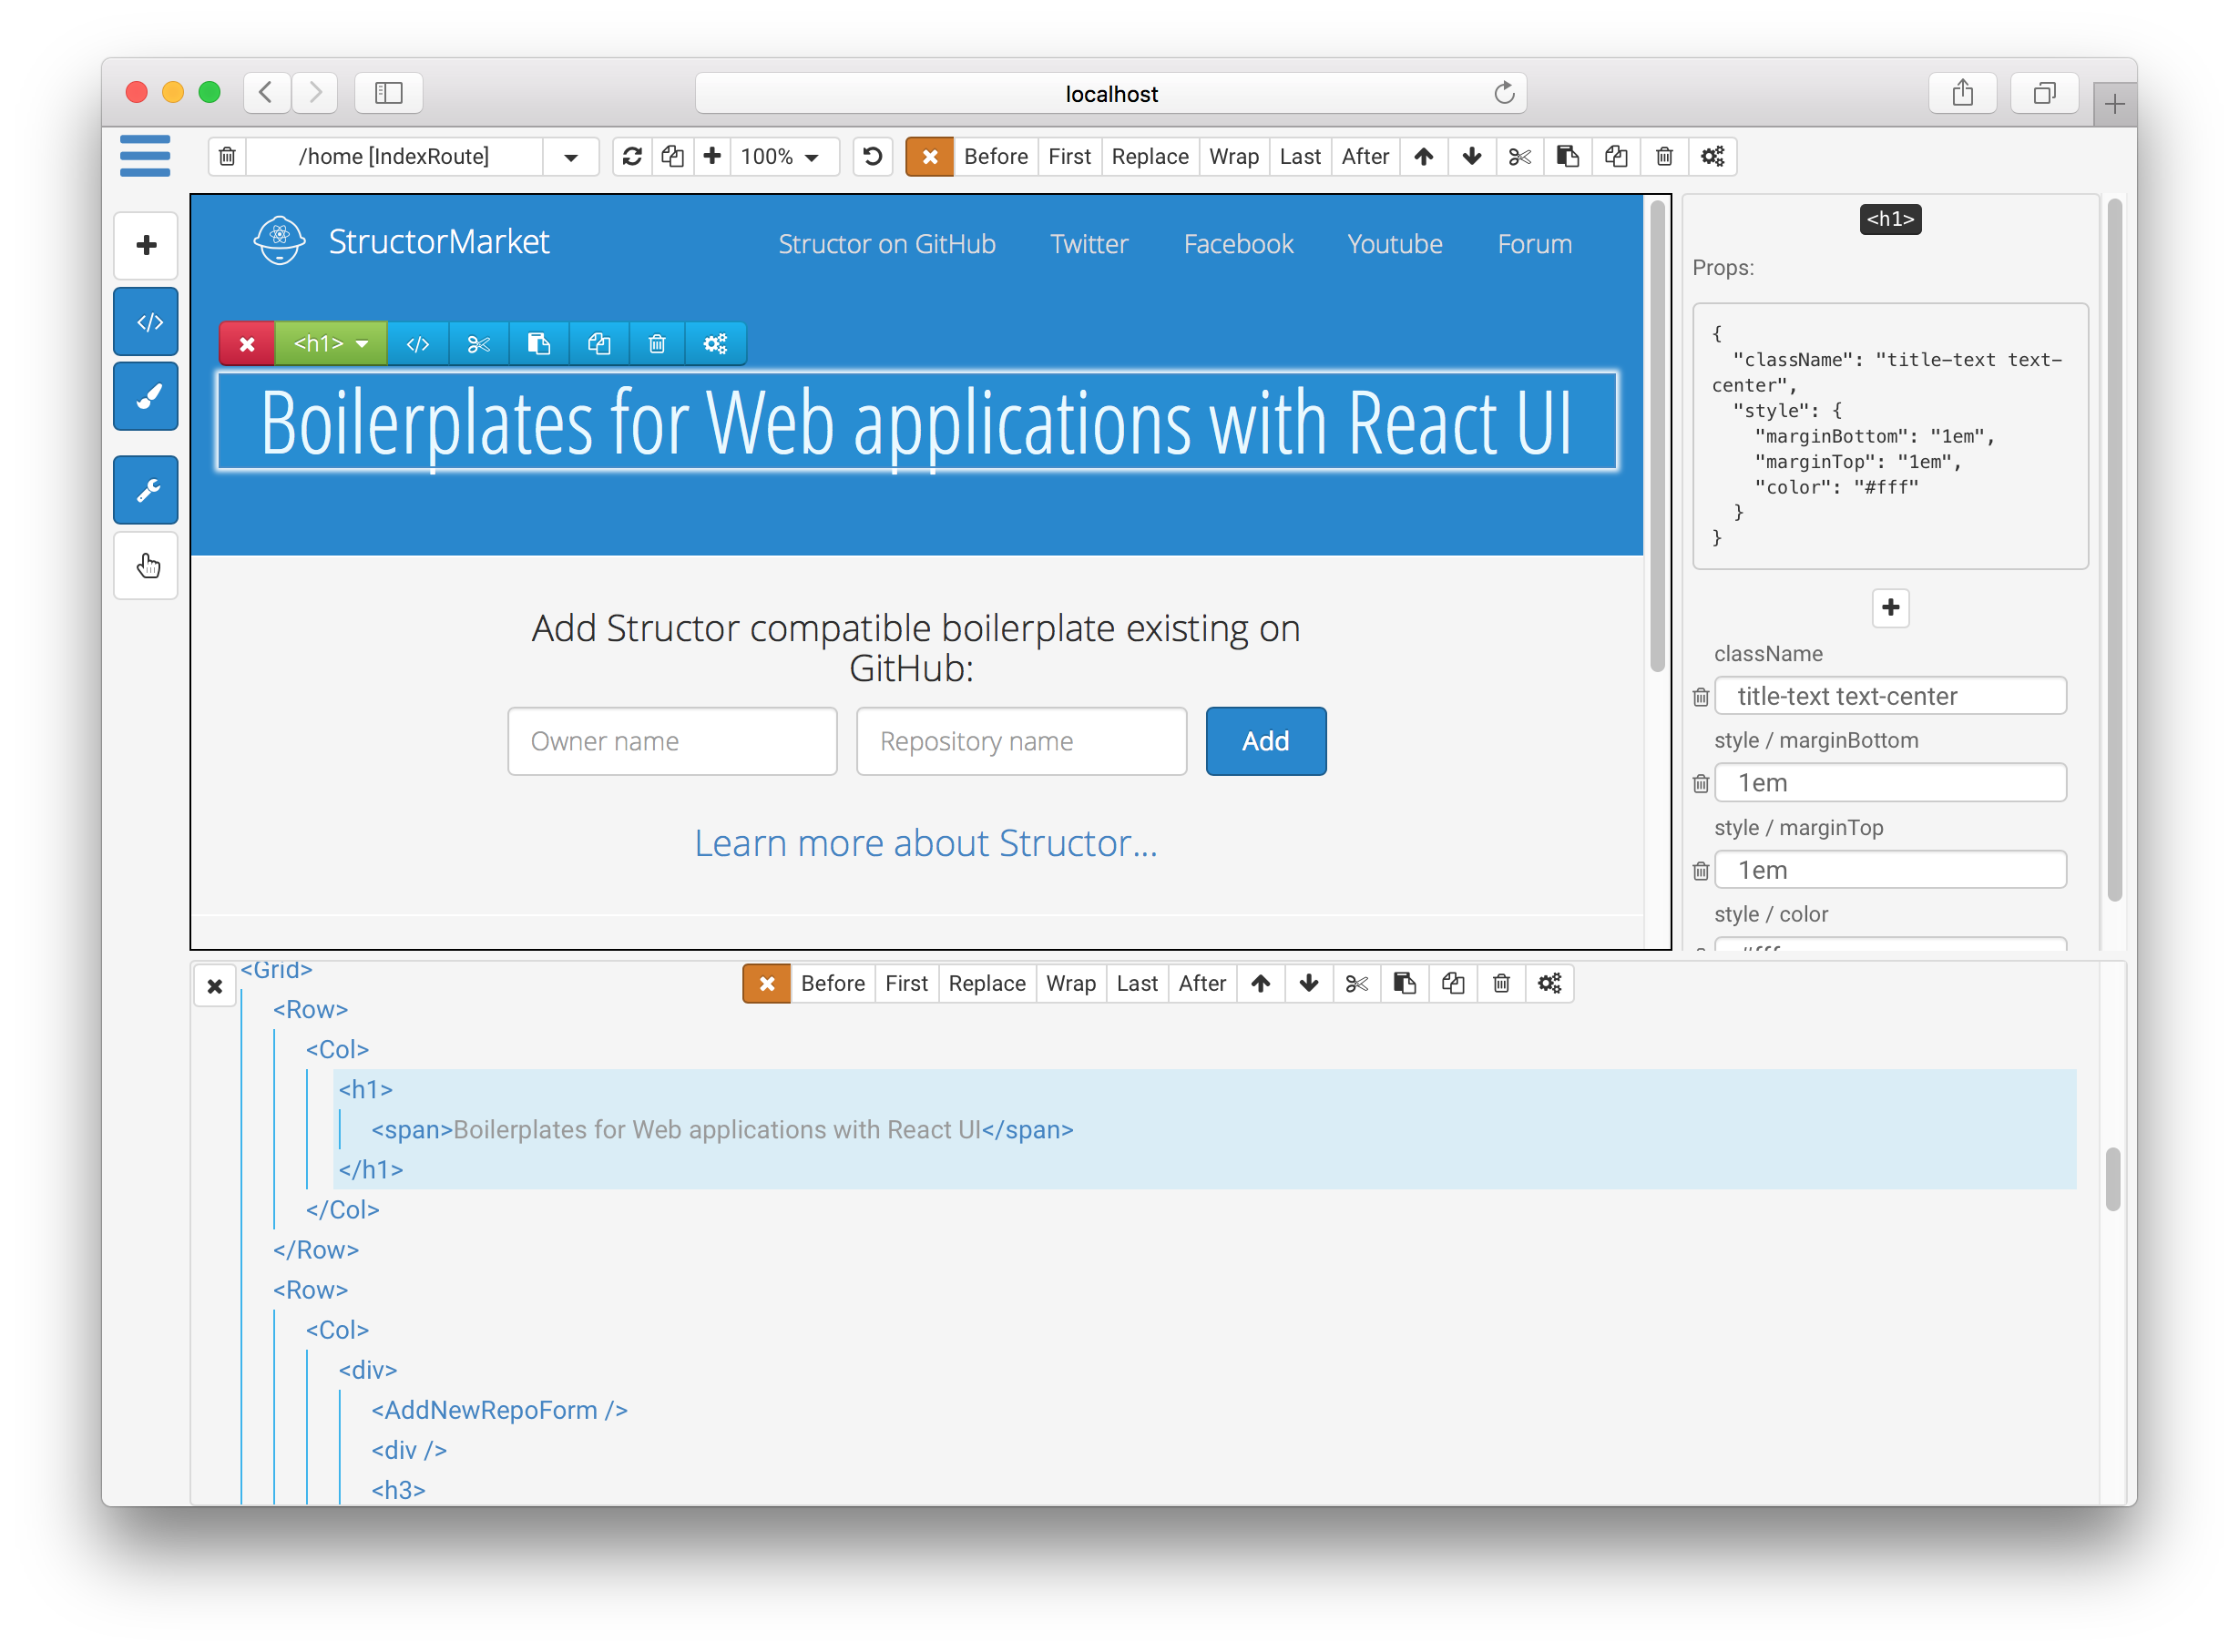 localhost
/home [IndexRoute]
100%
Before First Replace Wrap Last After
StructorMarket
Structor on GitHub Twitter Facebook Youtube Forum
<h1>
</>
Boilerplates for Web applications with React UI
Add Structor compatible boilerplate existing on
GitHub:
Owner name
Repository name
Add
Learn more about Structor...
<h1>
Props:
{
"className": "title-text text-
center",
"style": {
"marginBottom": "1em",
"marginTop": "1em",
"color": "#fff"
}
}
className
title-text text-center
style / marginBottom
1em
style / marginTop
1em
style / color
#fff
Before First Replace Wrap Last After
<Grid>
<Row>
<Col>
<h1>
<span>Boilerplates for Web applications with React UI</span>
</h1>
</Col>
</Row>
<Row>
<Col>
<div>
<AddNewRepoForm />
<div />
<h3>